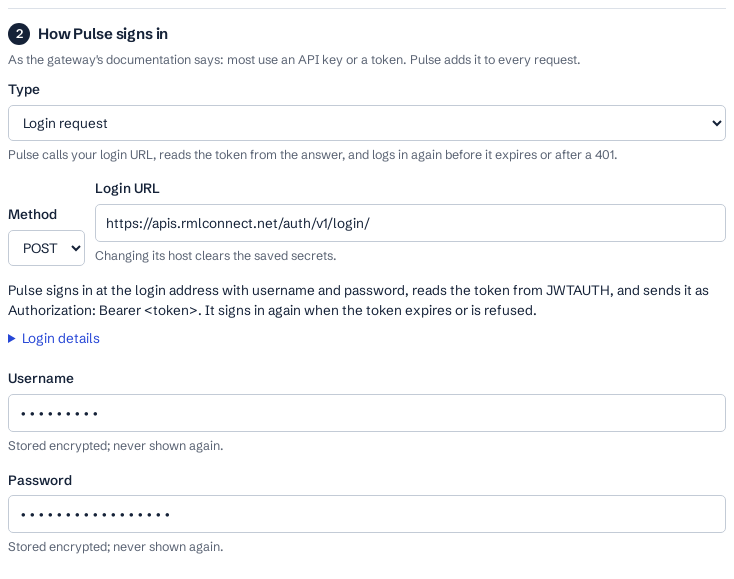 2 How Pulse signs in
As the gateway's documentation says: most use an API key or a token. Pulse adds it to every request.
Type
Login request
Pulse calls your login URL, reads the token from the answer, and logs in again before it expires or after a 401.
Login URL
https://apis.rmlconnect.net/auth/v1/login/
Method
POST
Changing its host clears the saved secrets.
Pulse signs in at the login address with username and password, reads the token from JWTAUTH, and sends it as
Authorization: Bearer <token>. It signs in again when the token expires or is refused.
Login details
Username
•••••••••
Stored encrypted; never shown again.
Password
•••••••••••••••••
Stored encrypted; never shown again.